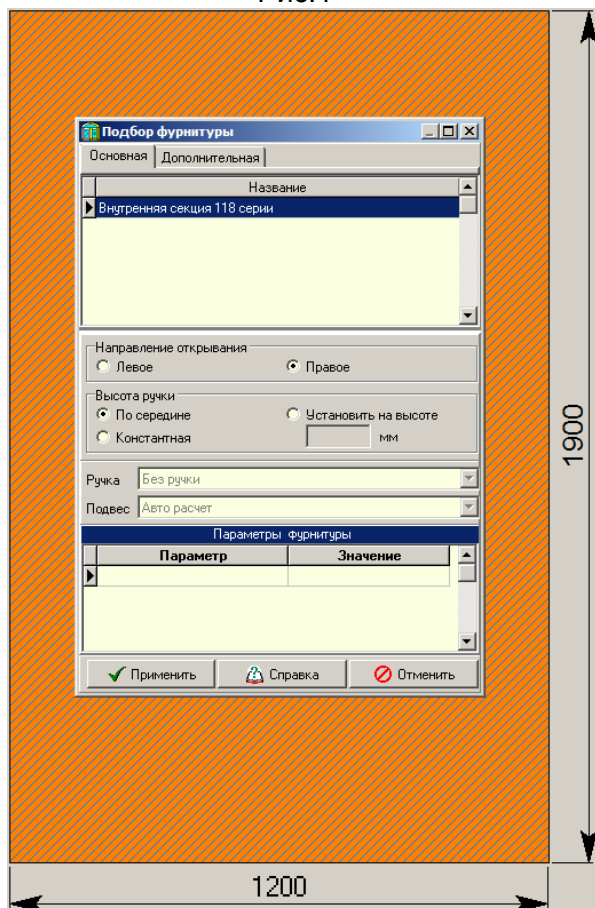 Подбор фурнитуры
Основная Дополнительная
Название
Внутренняя секция 118 серии
Направление открывания
Левое Правое
Высота ручки
По середине Установить на высоте
Константная мм
Ручка Без ручки
Подвес Авто расчет
Параметры фурнитуры
Параметр Значение
Применить Справка Отменить
1900
1200